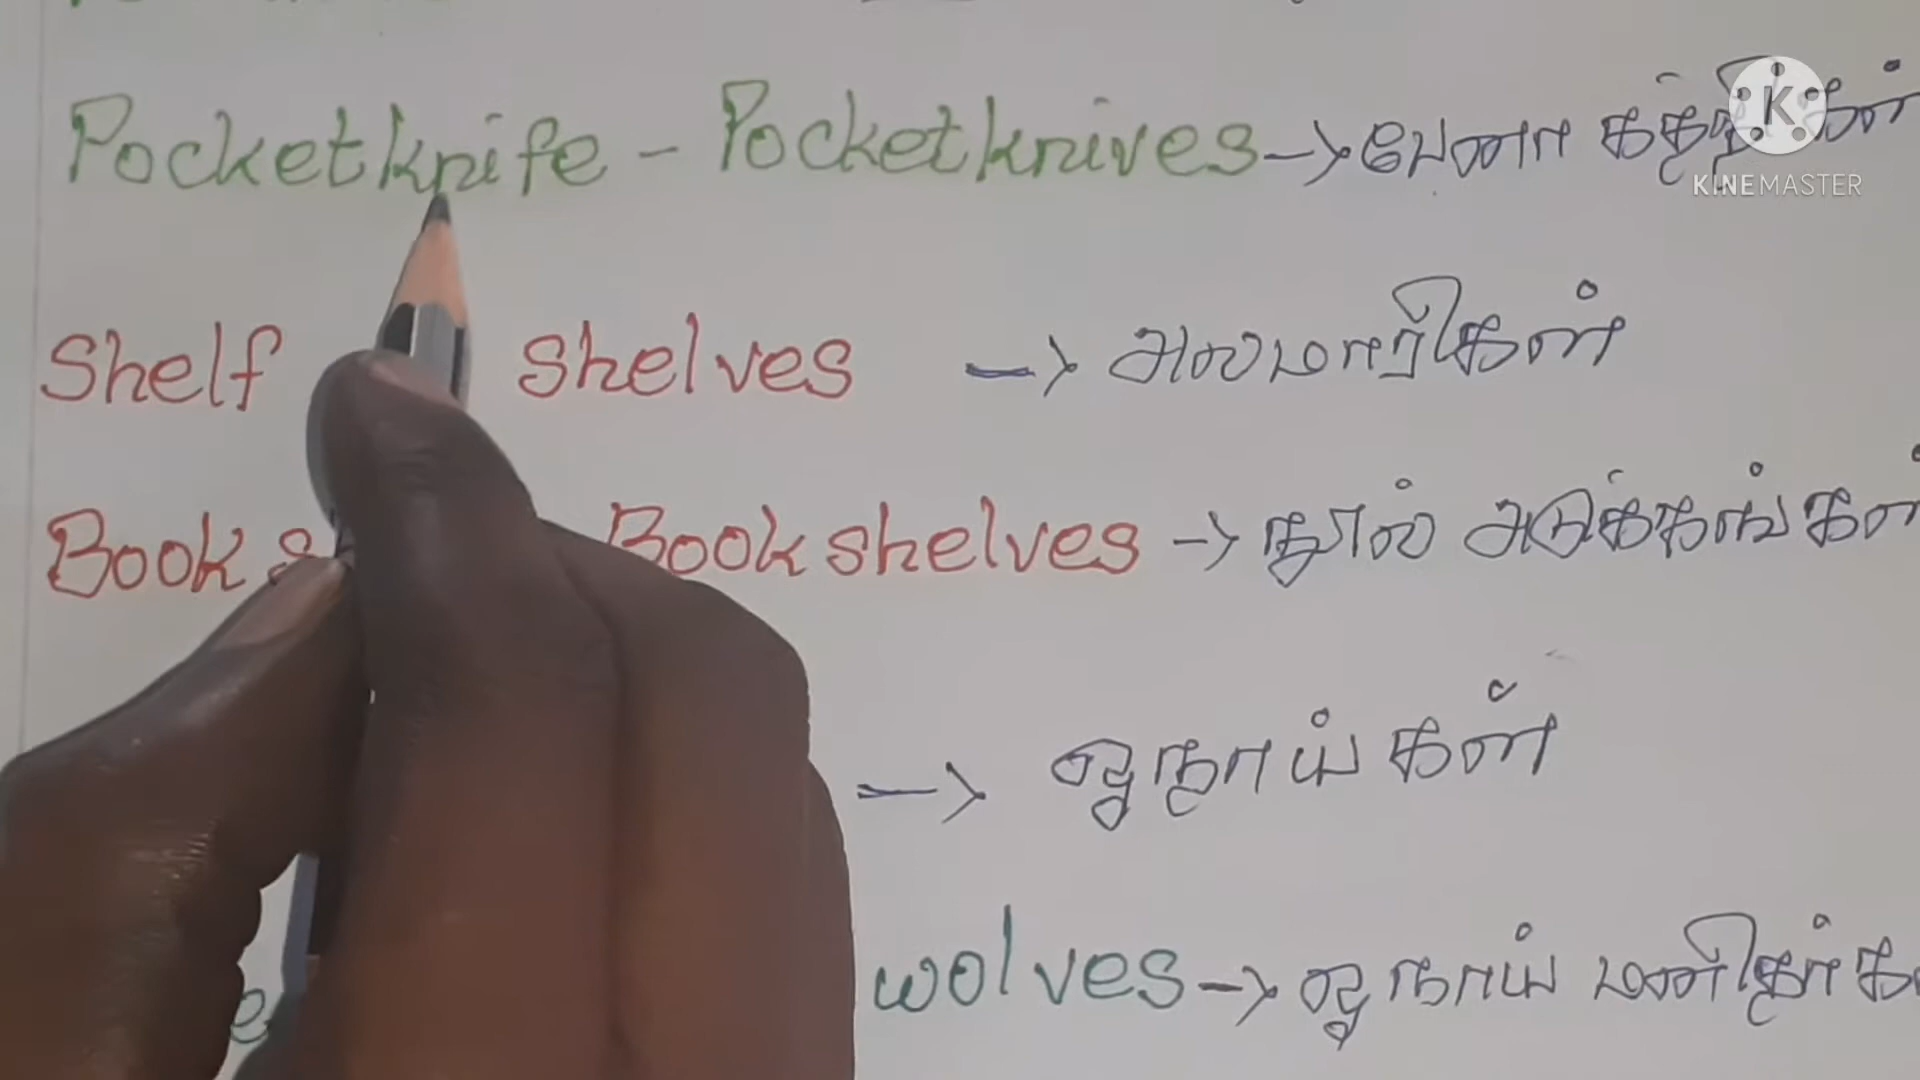 Pocketknife - Pocketknives → பேனா கத்திகள்
Shelf shelves → அலமாரிகள்
Book Bookshelves → நூல் அடுக்கங்கள்
→ ஓநாய்கள்
wolves → ஓநாய் மனிதர்க
KINEMASTER